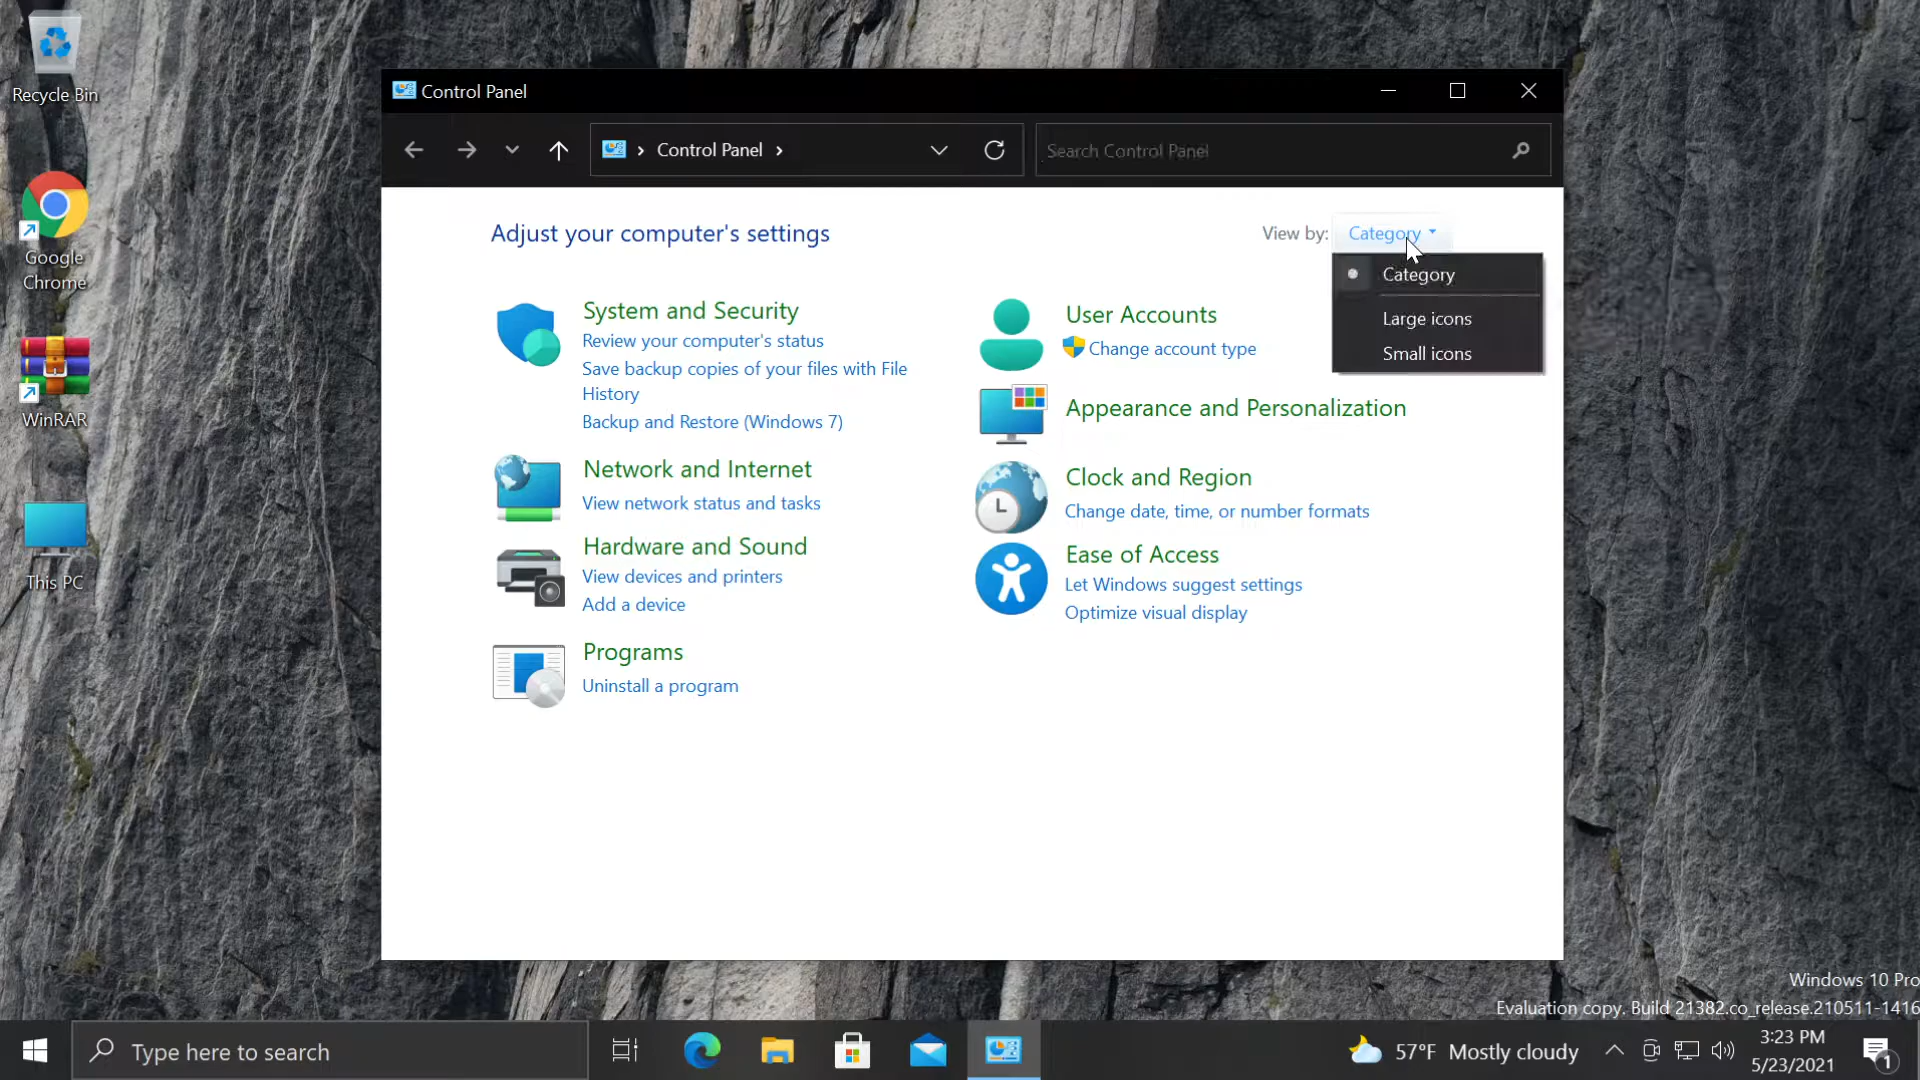 Recycle Bin
Google
Chrome
WinRAR
This PC
Control Panel
Control Panel
Search Control Panel
Adjust your computer's settings
View by:
Category
Category
Large icons
Small icons
System and Security
Review your computer's status
Save backup copies of your files with File
History
Backup and Restore (Windows 7)
Network and Internet
View network status and tasks
Hardware and Sound
View devices and printers
Add a device
Programs
Uninstall a program
User Accounts
Change account type
Appearance and Personalization
Clock and Region
Change date, time, or number formats
Ease of Access
Let Windows suggest settings
Optimize visual display
Windows 10 Pro
Evaluation copy. Build 21382.co_release.210511-1416
Type here to search
57°F Mostly cloudy
3:23 PM
5/23/2021
1